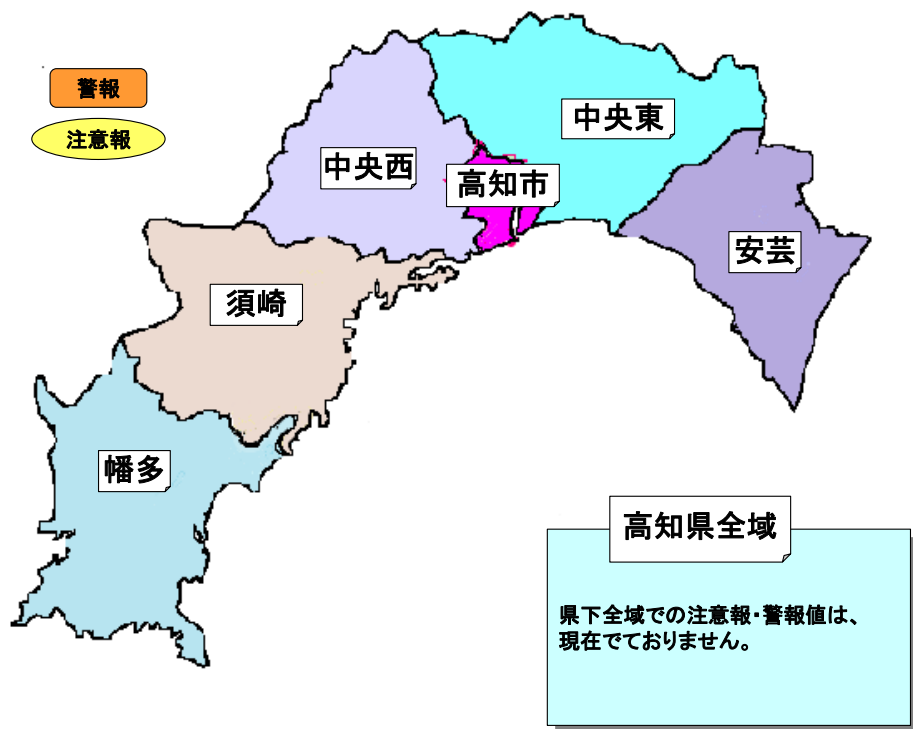 警報
注意報
中央東
中央西
高知市
安芸
須崎
幡多
高知県全域
県下全域での注意報・警報値は、
現在でておりません。